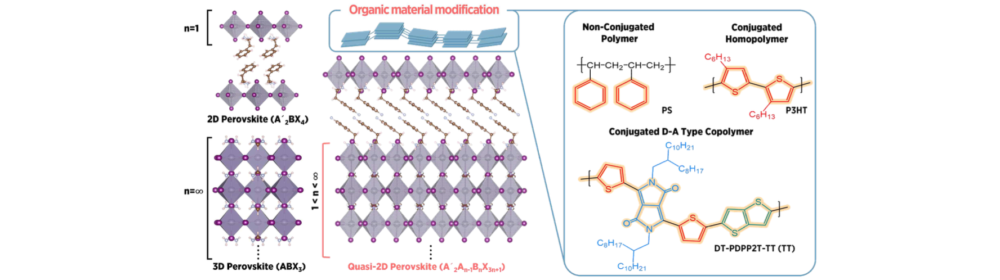 n=1
2D Perovskite (A´₂BX₄)
n=∞
3D Perovskite (ABX₃)
Organic material modification
1 < n < ∞
Quasi-2D Perovskite (A´₂Aₙ₋₁BₙX₃ₙ₊₁)
Non-Conjugated
Polymer
CH-CH₂-CH-CH₂
PS
Conjugated
Homopolymer
C₆H₁₃
S
S
C₆H₁₃
P3HT
Conjugated D-A Type Copolymer
C₁₀H₂₁
C₈H₁₇
S
N
O
O
N
S
S
S
C₈H₁₇
C₁₀H₂₁
DT-PDPP2T-TT (TT)